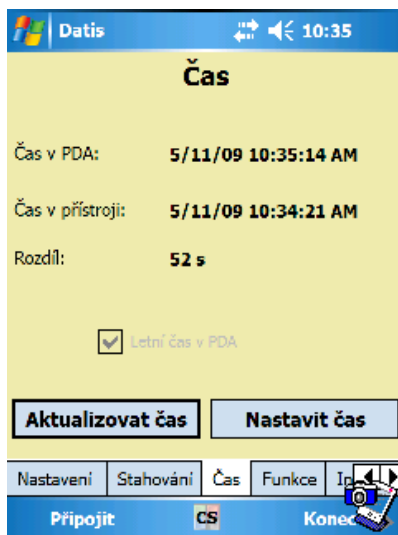 Datis 10:35
Čas
Čas v PDA: 5/11/09 10:35:14 AM
Čas v přístroji: 5/11/09 10:34:21 AM
Rozdíl: 52 s
Letní čas v PDA
Aktualizovat čas Nastavit čas
Nastavení Stahování Čas Funkce
Připojit CS